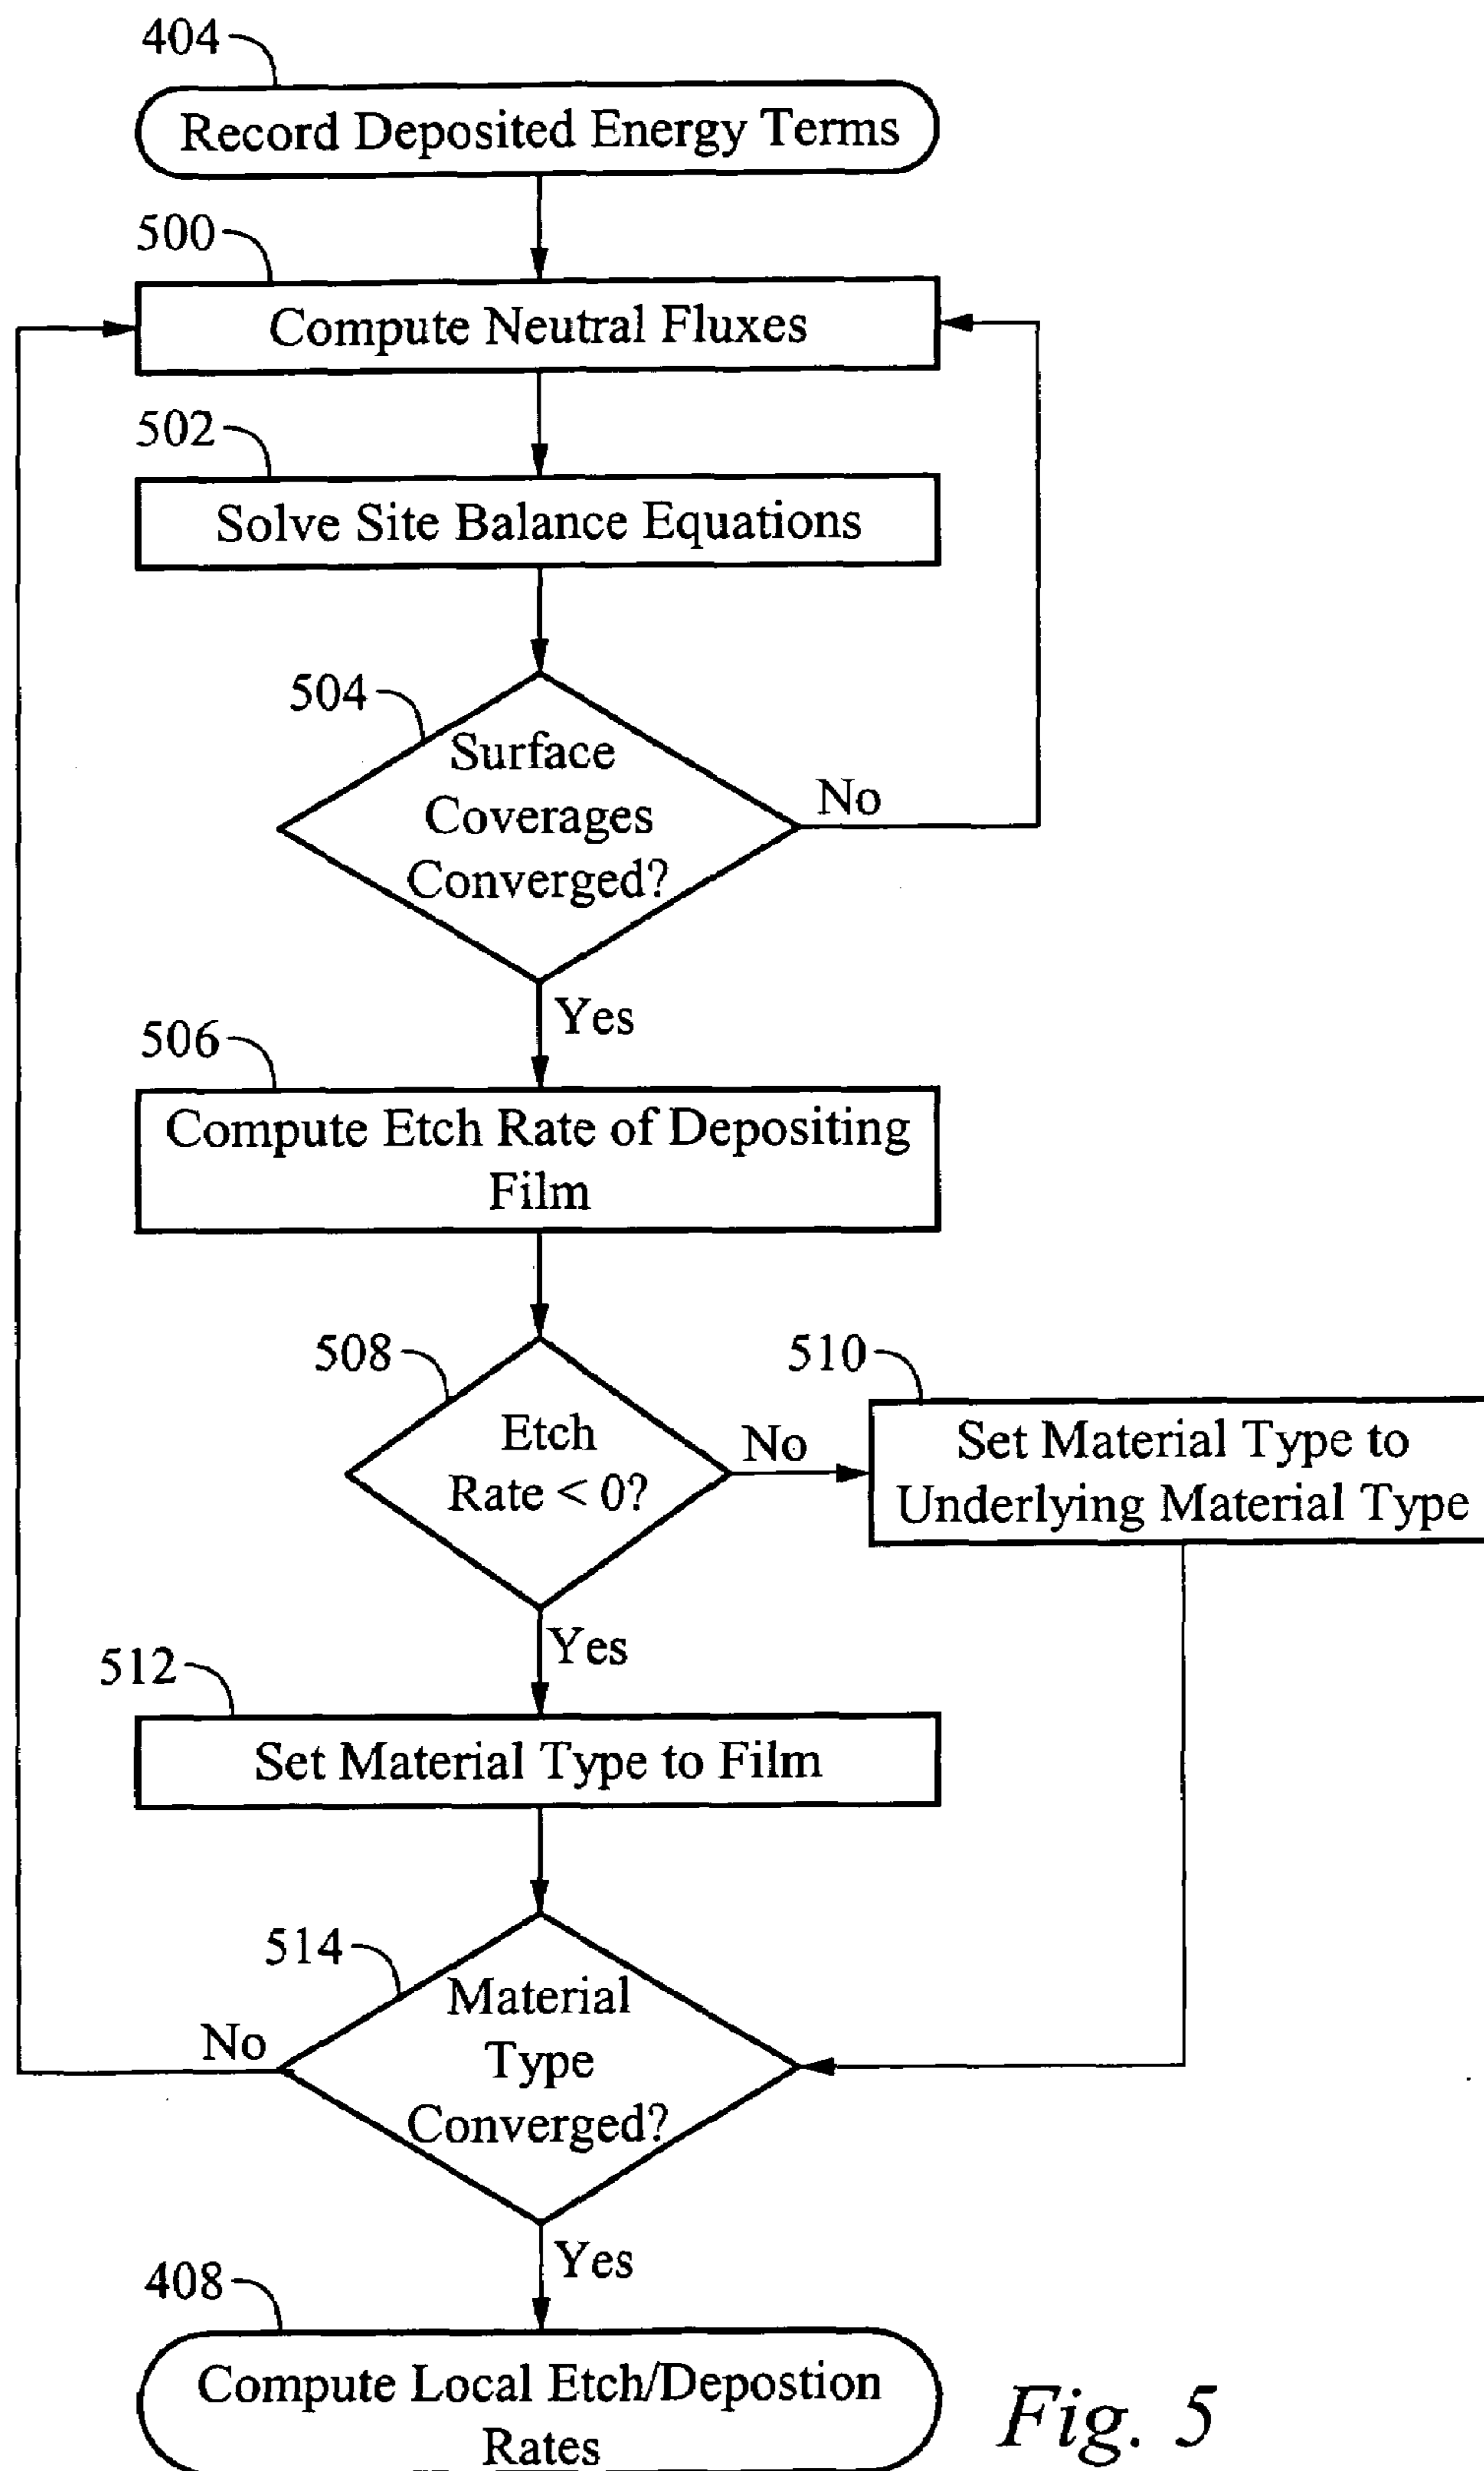 404
Record Deposited Energy Terms
500
Compute Neutral Fluxes
502
Solve Site Balance Equations
504
Surface
Coverages
Converged?
No
Yes
506
Compute Etch Rate of Depositing
Film
508
Etch
Rate < 0?
No
510
Set Material Type to
Underlying Material Type
Yes
512
Set Material Type to Film
514
Material
Type
Converged?
No
Yes
408
Compute Local Etch/Depostion
Rates
Fig. 5